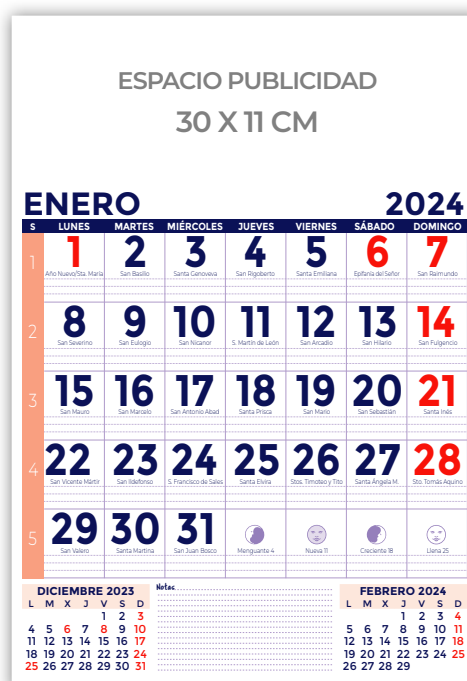 ESPACIO PUBLICIDAD
30 X 11 CM
ENERO 2024
S LUNES MARTES MIÉRCOLES JUEVES VIERNES SÁBADO DOMINGO
1 1 2 3 4 5 6 7
Año Nuevo/Sta. María San Basilio Santa Genoveva San Rigoberto Santa Emiliana Epifanía del Señor San Raimundo
2 8 9 10 11 12 13 14
San Severino San Eulogio San Nicanor S. Martín de León San Arcadio San Hilario San Fulgencio
3 15 16 17 18 19 20 21
San Mauro San Marcelo San Antonio Abad Santa Prisca San Mario San Sebastián Santa Inés
4 22 23 24 25 26 27 28
San Vicente Mártir San Ildefonso S. Francisco de Sales Santa Elvira Stos. Timoteo y Tito Santa Ángela M. Sto. Tomás Aquino
5 29 30 31
San Valero Santa Martina San Juan Bosco Menguante 4 Nueva 11 Creciente 18 Llena 25
DICIEMBRE 2023
L M X J V S D
1 2 3
4 5 6 7 8 9 10
11 12 13 14 15 16 17
18 19 20 21 22 23 24
25 26 27 28 29 30 31
Notas
FEBRERO 2024
L M X J V S D
1 2 3 4
5 6 7 8 9 10 11
12 13 14 15 16 17 18
19 20 21 22 23 24 25
26 27 28 29